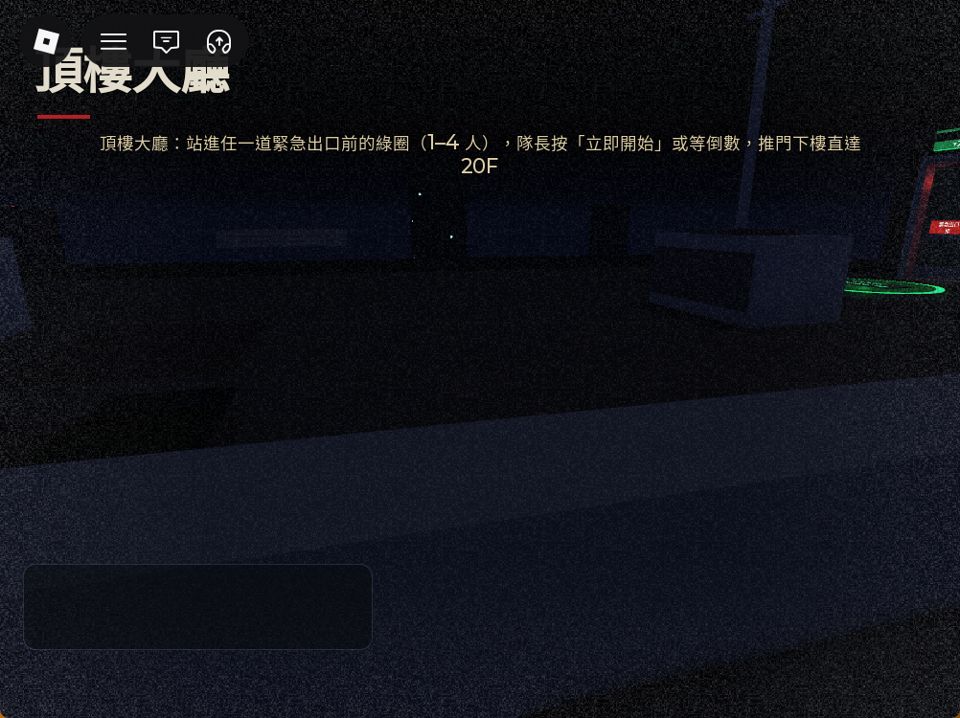 頂樓大廳
頂樓大廳：站進任一道緊急出口前的綠圈（1–4 人），隊長按「立即開始」或等倒數，推門下樓直達
20F